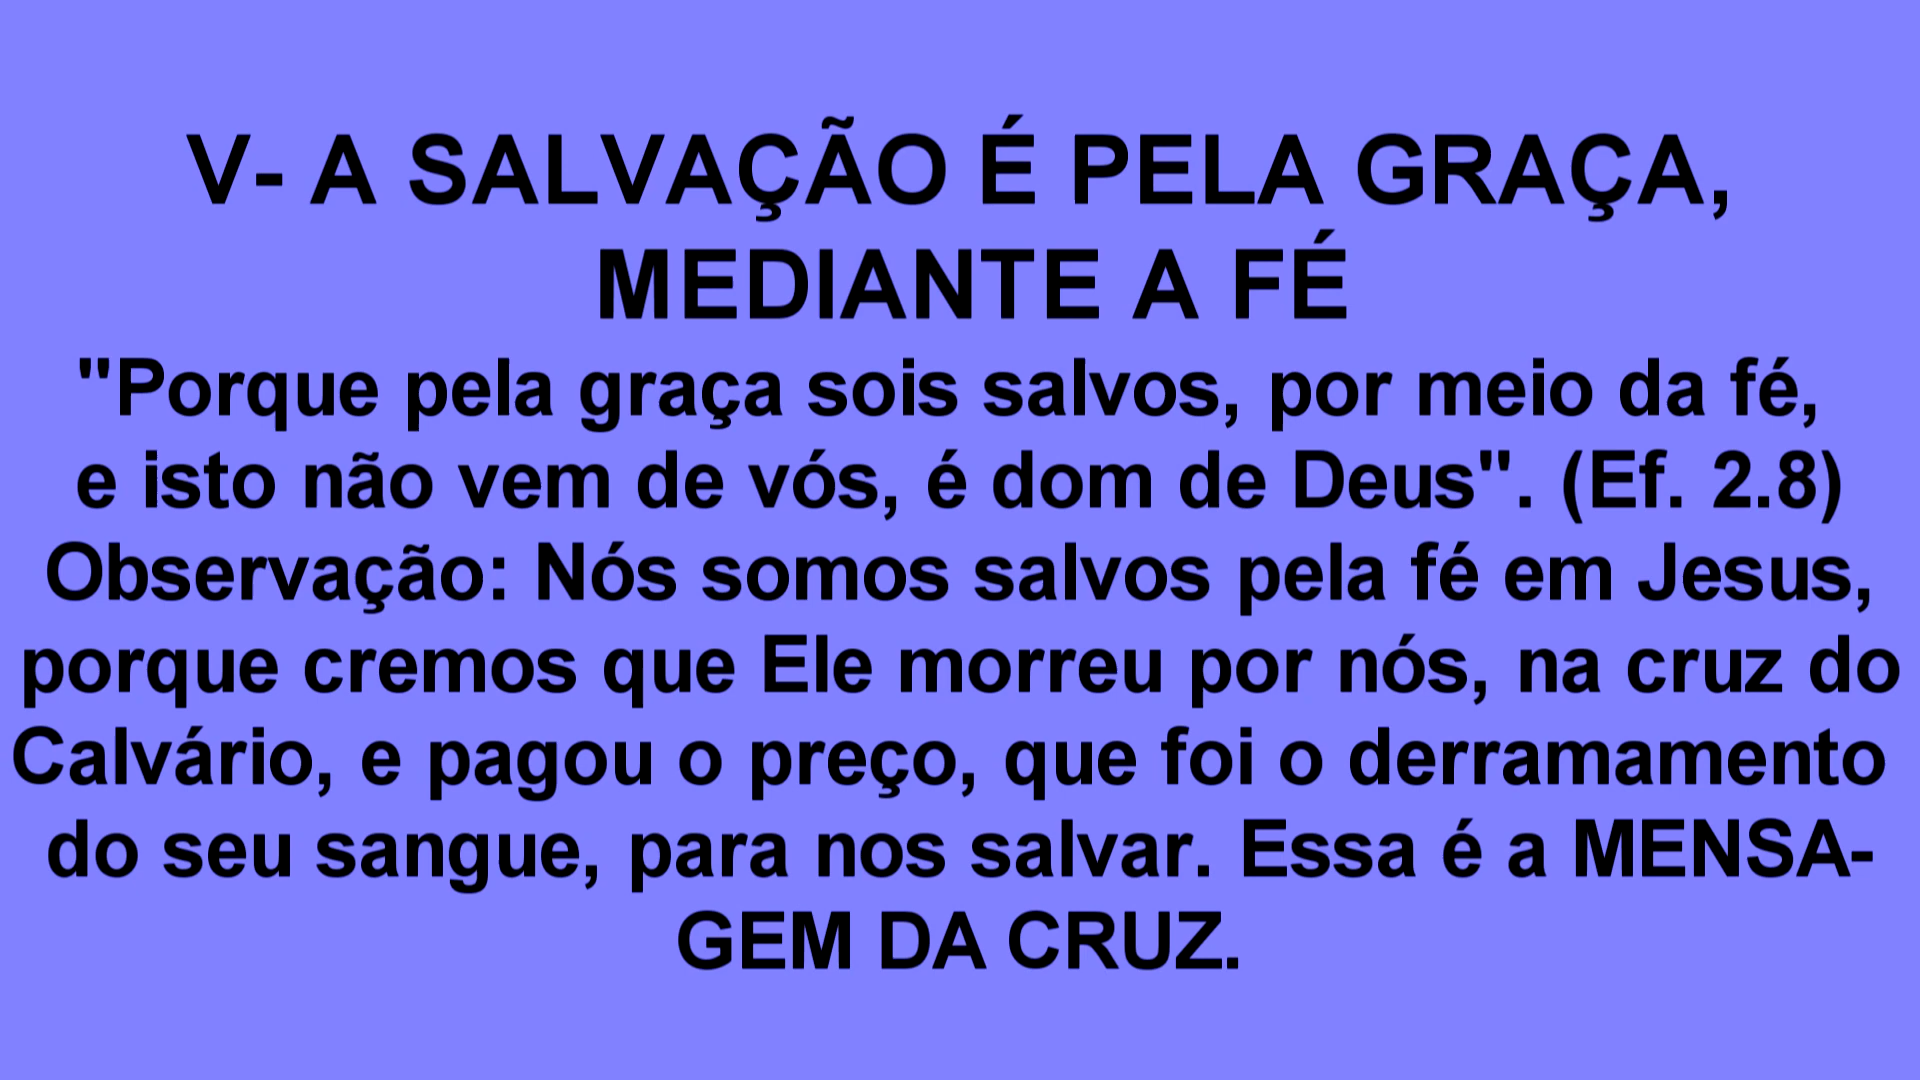 V- A SALVAÇÃO É PELA GRAÇA,
MEDIANTE A FÉ
"Porque pela graça sois salvos, por meio da fé,
e isto não vem de vós, é dom de Deus". (Ef. 2.8)
Observação: Nós somos salvos pela fé em Jesus,
porque cremos que Ele morreu por nós, na cruz do
Calvário, e pagou o preço, que foi o derramamento
do seu sangue, para nos salvar. Essa é a MENSA-
GEM DA CRUZ.